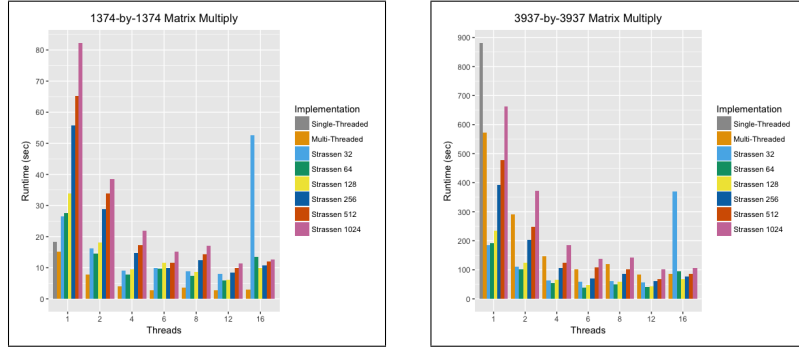 1374-by-1374 Matrix Multiply
80
70
60
50
40
30
20
10
0
Runtime (sec)
1 2 4 6 8 12 16
Threads
Implementation
Single-Threaded
Multi-Threaded
Strassen 32
Strassen 64
Strassen 128
Strassen 256
Strassen 512
Strassen 1024
3937-by-3937 Matrix Multiply
900
800
700
600
500
400
300
200
100
0
Runtime (sec)
1 2 4 6 8 12 16
Threads
Implementation
Single-Threaded
Multi-Threaded
Strassen 32
Strassen 64
Strassen 128
Strassen 256
Strassen 512
Strassen 1024